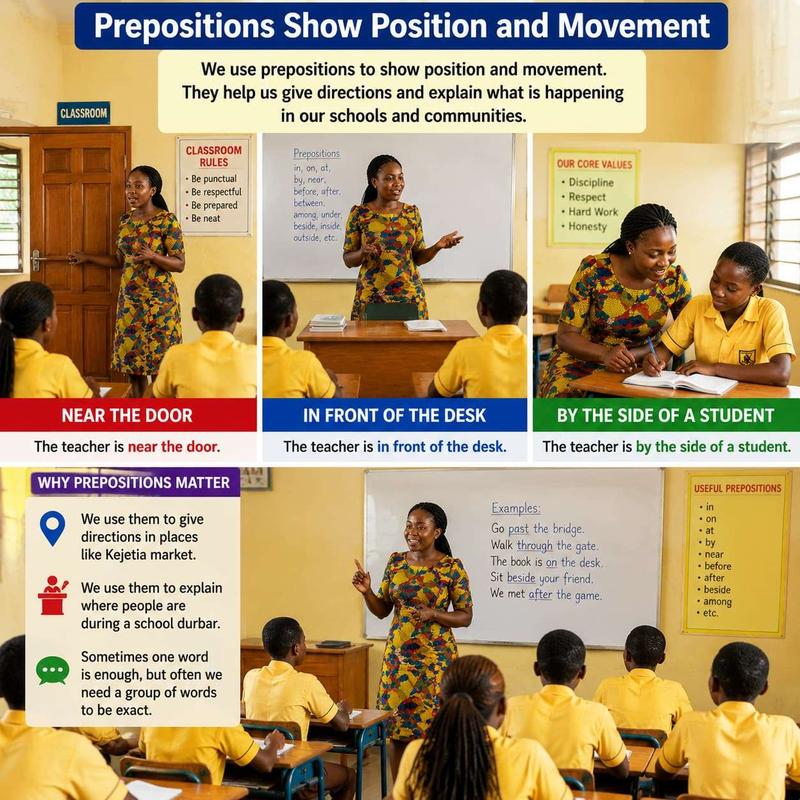 Prepositions Show Position and Movement
We use prepositions to show position and movement.
They help us give directions and explain what is happening
in our schools and communities.
CLASSROOM
CLASSROOM
RULES
• Be punctual
• Be respectful
• Be prepared
• Be neat
NEAR THE DOOR
The teacher is near the door.
Prepositions
in, on, at,
by, near,
before, after,
between,
among, under,
beside, inside,
outside, etc.
IN FRONT OF THE DESK
The teacher is in front of the desk.
OUR CORE VALUES
• Discipline
• Respect
• Hard Work
• Honesty
BY THE SIDE OF A STUDENT
The teacher is by the side of a student.
WHY PREPOSITIONS MATTER
We use them to give
directions in places
like Kejetia market.
We use them to explain
where people are
during a school durbar.
Sometimes one word
is enough, but often we
need a group of words
to be exact.
Examples:
Go past the bridge.
Walk through the gate.
The book is on the desk.
Sit beside your friend.
We met after the game.
USEFUL PREPOSITIONS
• in
• on
• at
• by
• near
• before
• after
• beside
• among
• etc.